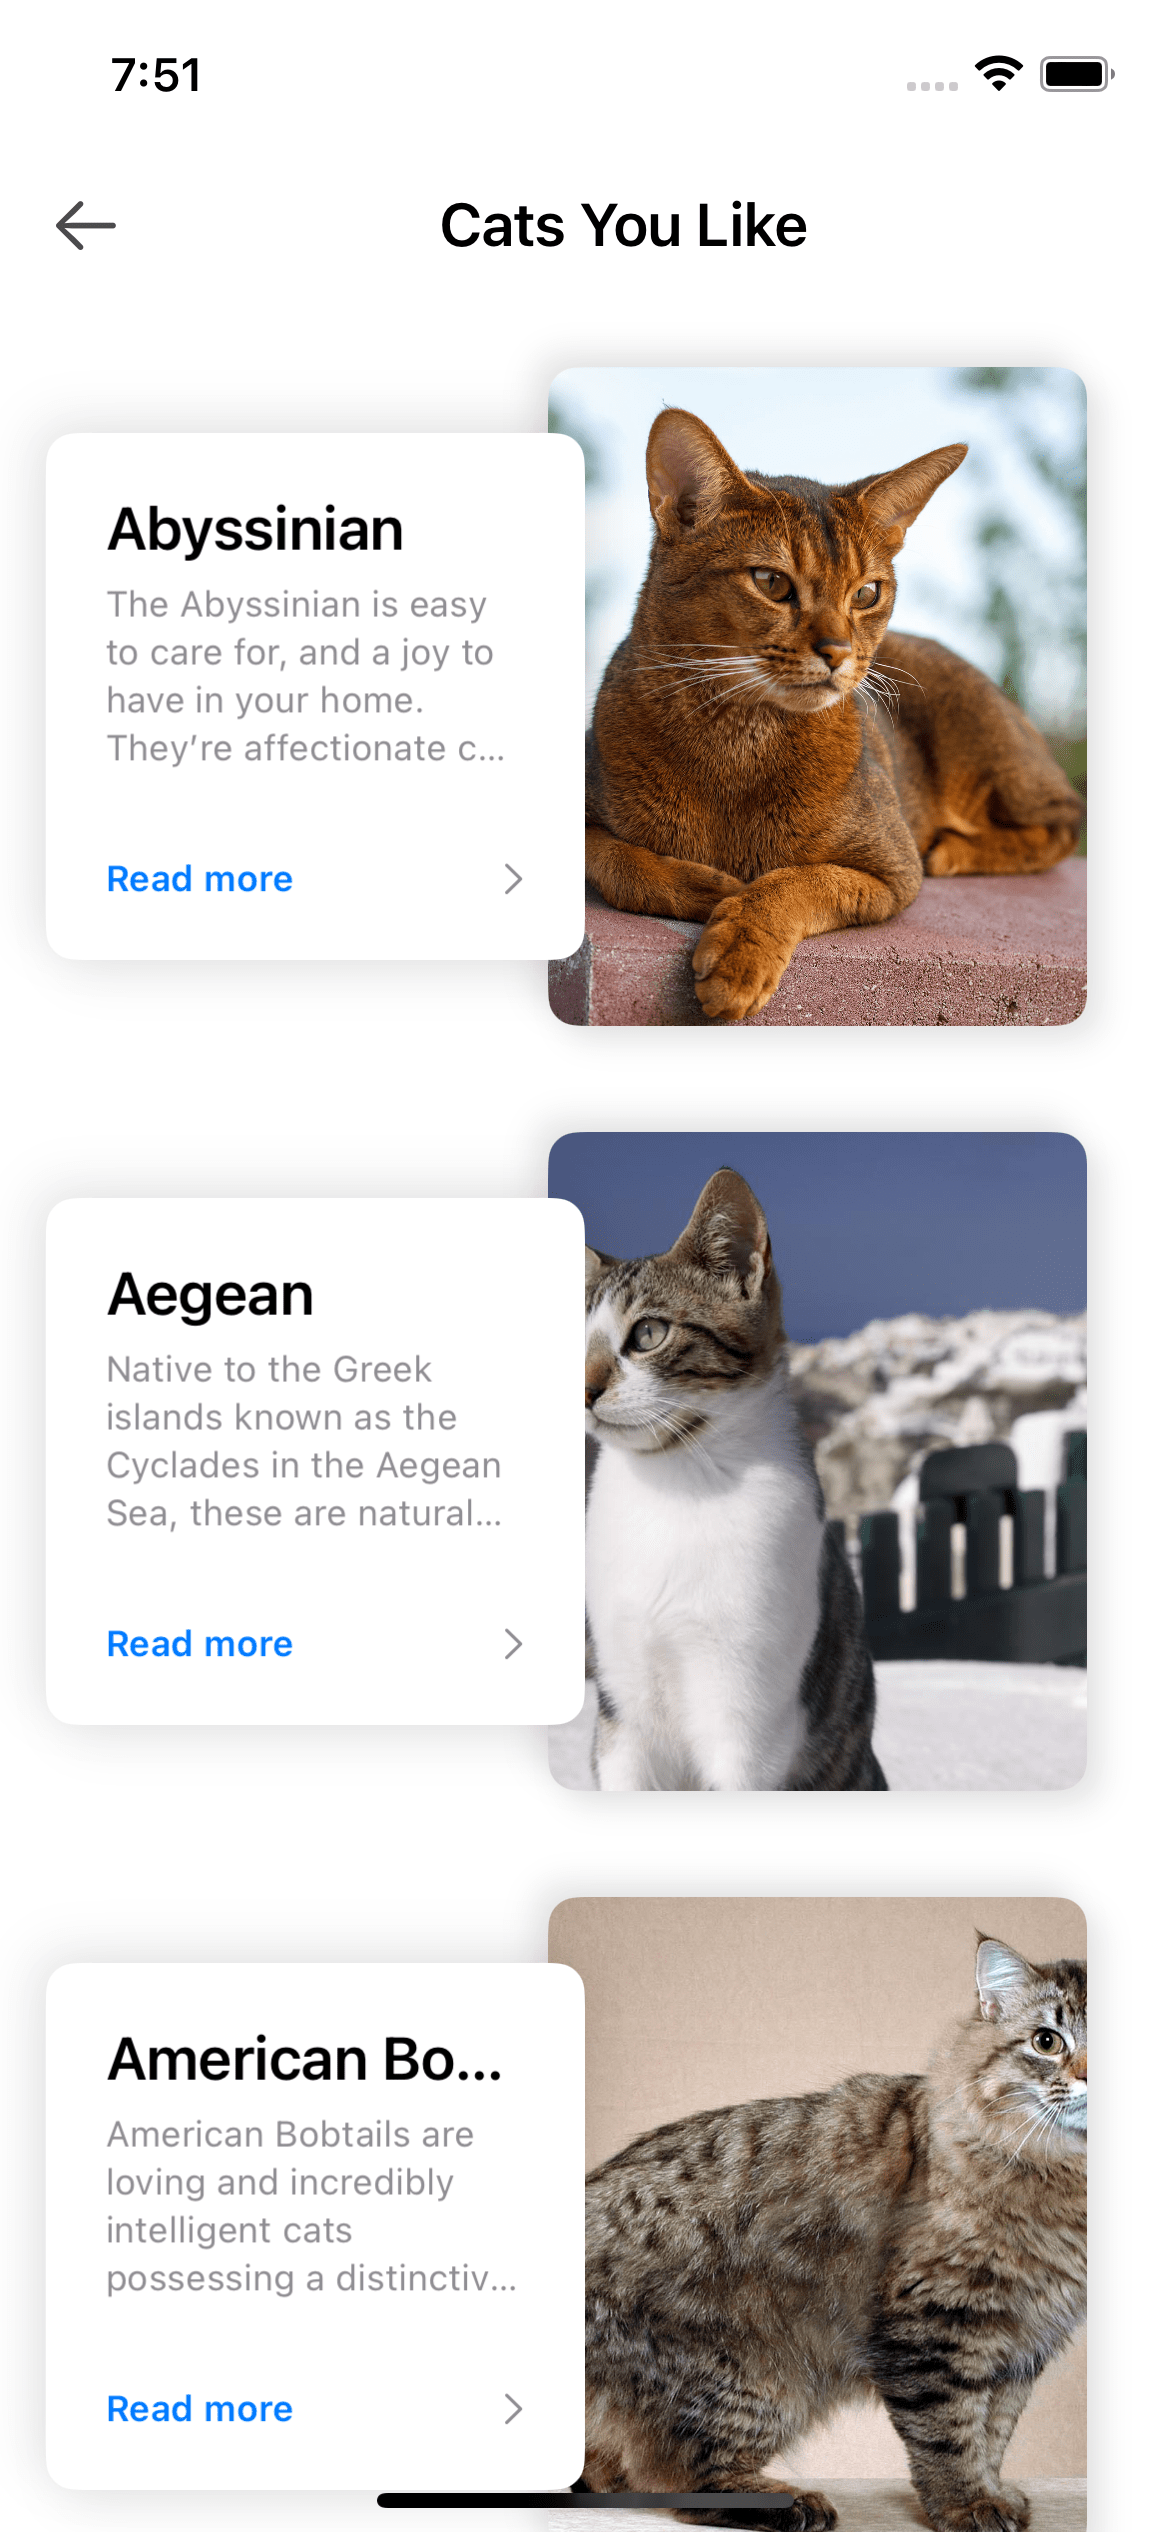 7:51
Cats You Like
Abyssinian
The Abyssinian is easy
to care for, and a joy to
have in your home.
They’re affectionate c...
Read more
Aegean
Native to the Greek
islands known as the
Cyclades in the Aegean
Sea, these are natural...
Read more
American Bo...
American Bobtails are
loving and incredibly
intelligent cats
possessing a distinctiv...
Read more